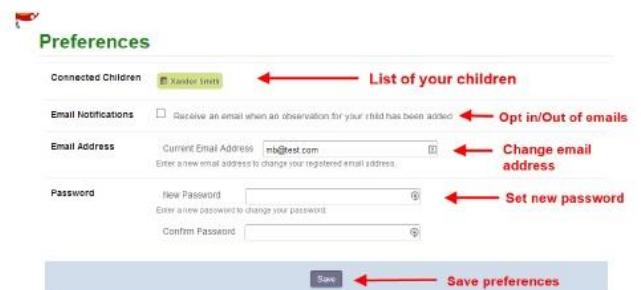 Preferences
Connected Children Xander Smith List of your children
Email Notifications Receive an email when an observation for your child has been added Opt in/Out of emails
Email Address Current Email Address mb@test.com Change email address
Enter a new email address to change your registered email address.
Password New Password Set new password
Enter a new password to change your password.
Confirm Password
Save Save preferences